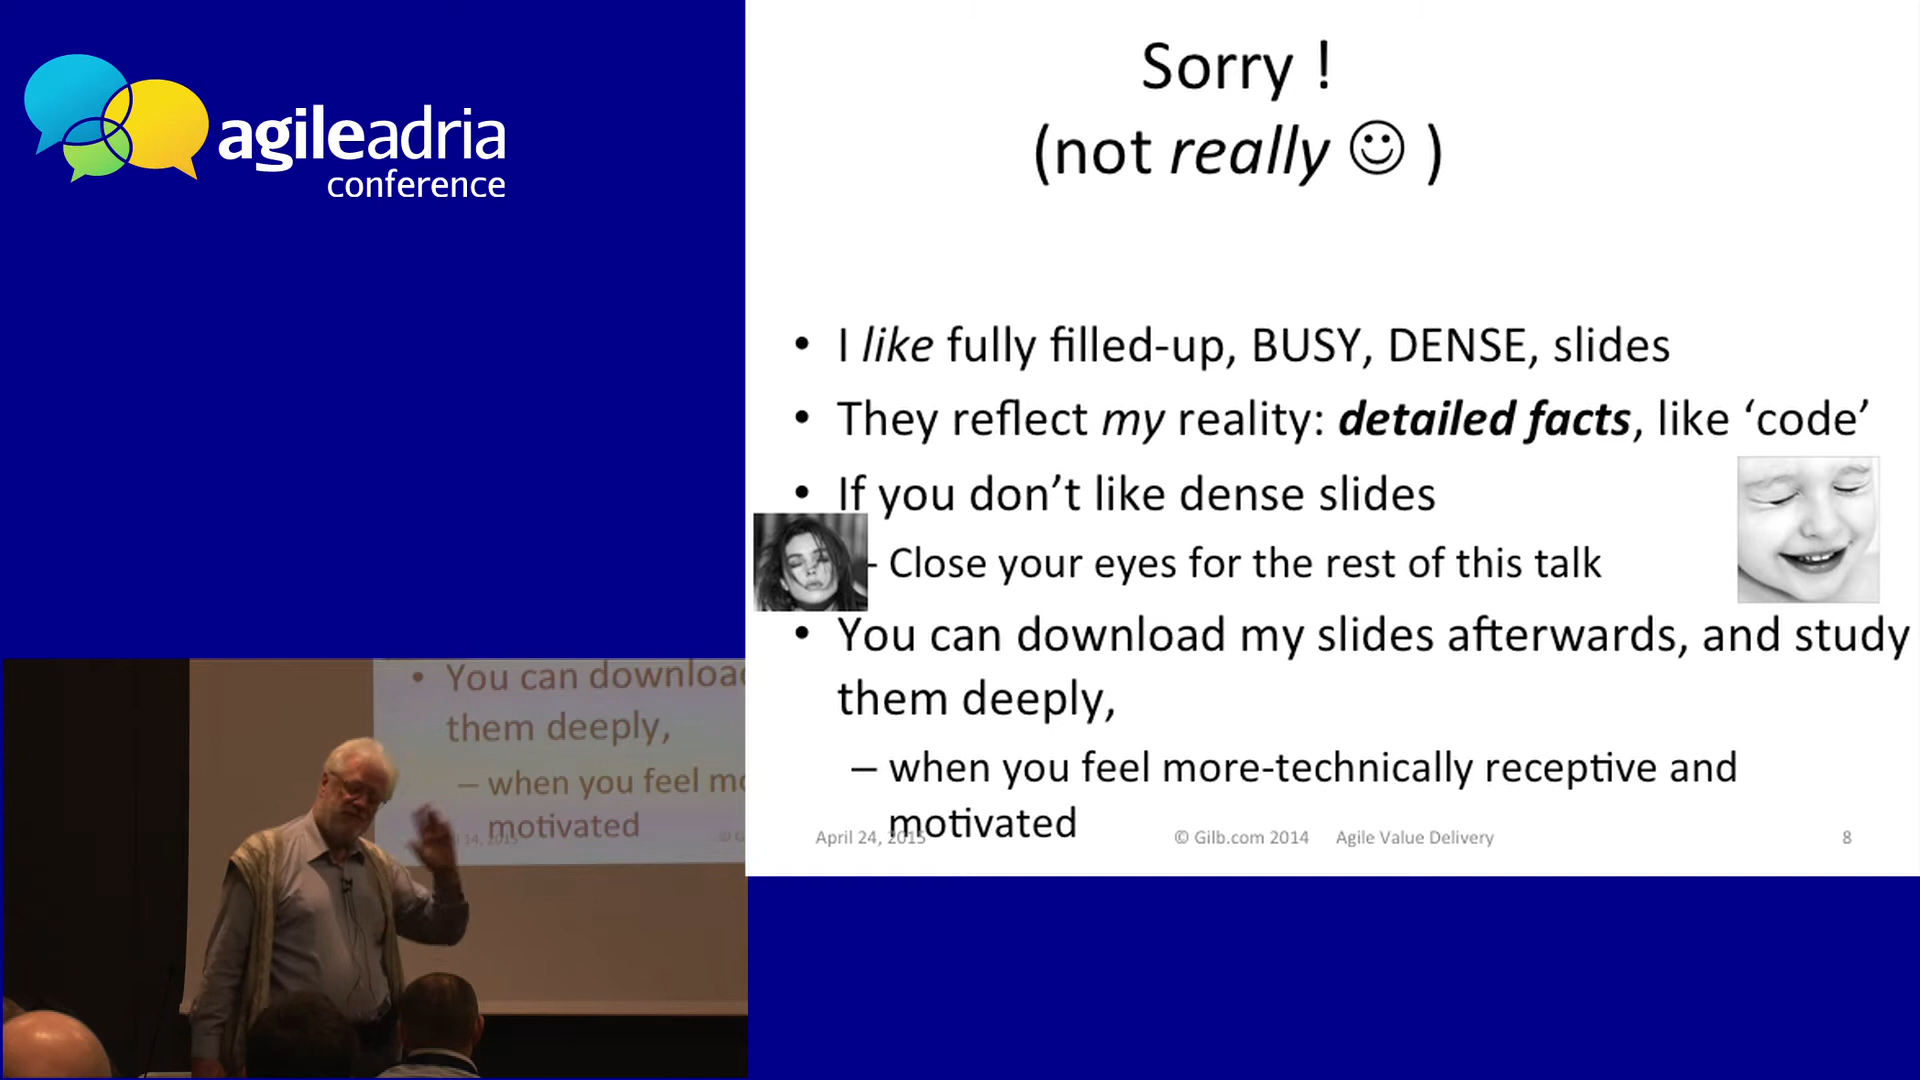 agileadria
conference
Sorry !
(not really ☺ )
• I like fully filled-up, BUSY, DENSE, slides
• They reflect my reality: detailed facts, like ‘code’
• If you don’t like dense slides
- Close your eyes for the rest of this talk
• You can download my slides afterwards, and study
them deeply,
– when you feel more-technically receptive and
motivated
April 24, 2015 © Gilb.com 2014 Agile Value Delivery 8
• You can downloa
them deeply,
– when you feel mo
motivated
14, 2015 © G